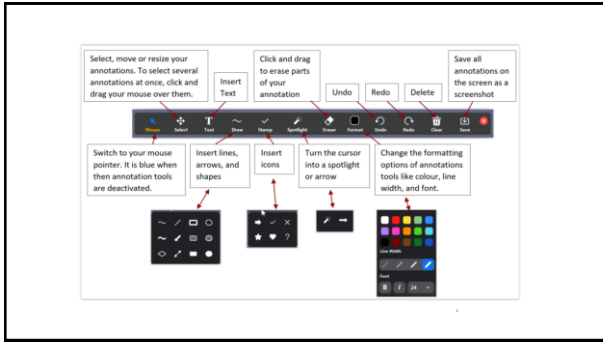 Select, move or resize your
annotations. To select several
annotations at once, click and
drag your mouse over them.
Insert
Text
Click and drag
to erase parts
of your
annotation
Undo
Redo
Delete
Save all
annotations on
the screen as a
screenshot
Mouse Select Text Draw Stamp Spotlight Eraser Format Undo Redo Clear Save
Switch to your mouse
pointer. It is blue when
then annotation tools
are deactivated.
Insert lines,
arrows, and
shapes
Insert
icons
Turn the cursor
into a spotlight
or arrow
Change the formatting
options of annotations
tools like colour, line
width, and font.
Line Width
Font
B I 24